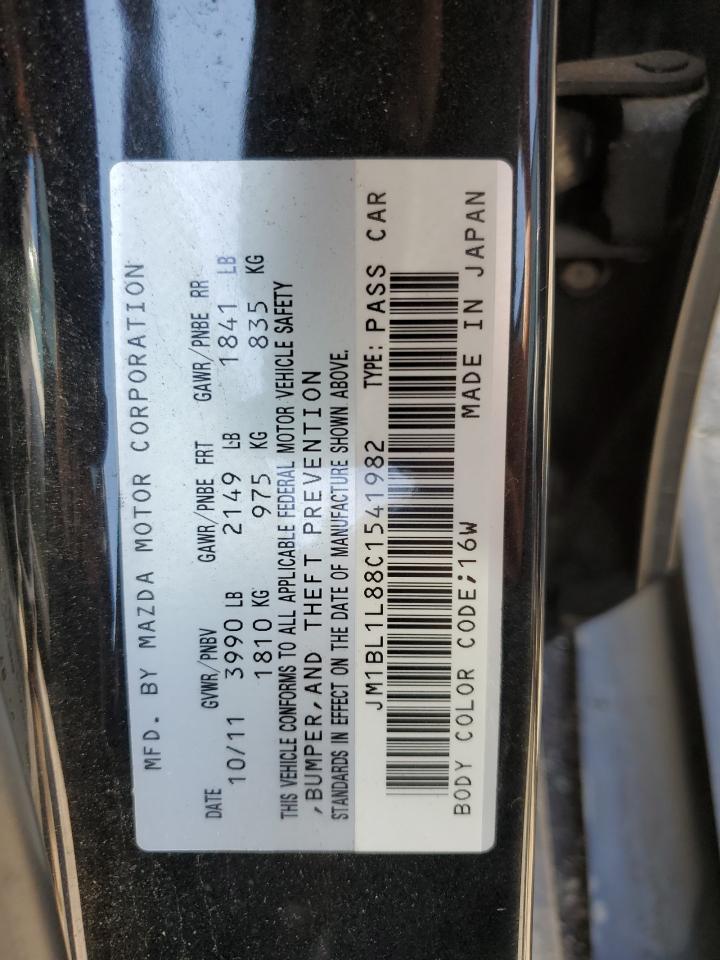 MFD. BY MAZDA MOTOR CORPORATION
DATE GVWR/PNBV GAWR/PNBE FRT GAWR/PNBE RR
10/11 3990 LB 2149 LB 1841 LB
1810 KG 975 KG 835 KG
THIS VEHICLE CONFORMS TO ALL APPLICABLE FEDERAL MOTOR VEHICLE SAFETY
,BUMPER,AND THEFT PREVENTION
STANDARDS IN EFFECT ON THE DATE OF MANUFACTURE SHOWN ABOVE.
JM1BL1L88C1541982 TYPE: PASS CAR
BODY COLOR CODE;16W MADE IN JAPAN